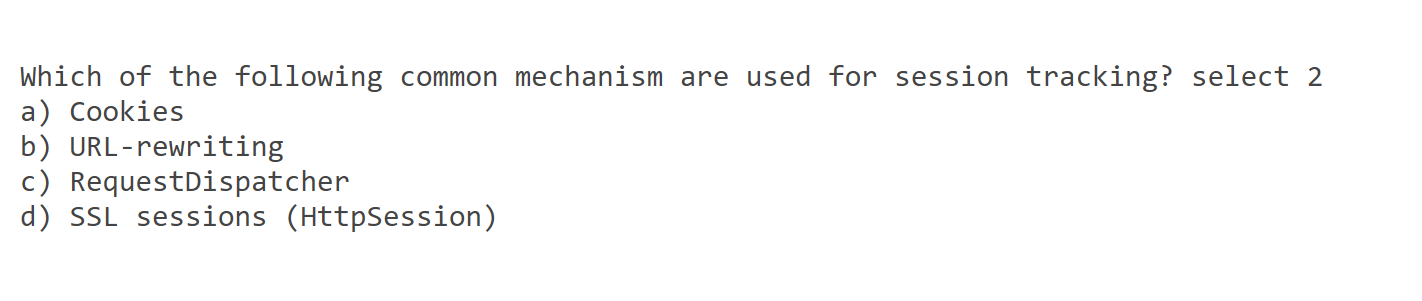 Which of the following common mechanism are used for session tracking? select 2
a) Cookies
b) URL-rewriting
c) RequestDispatcher
d) SSL sessions (HttpSession)